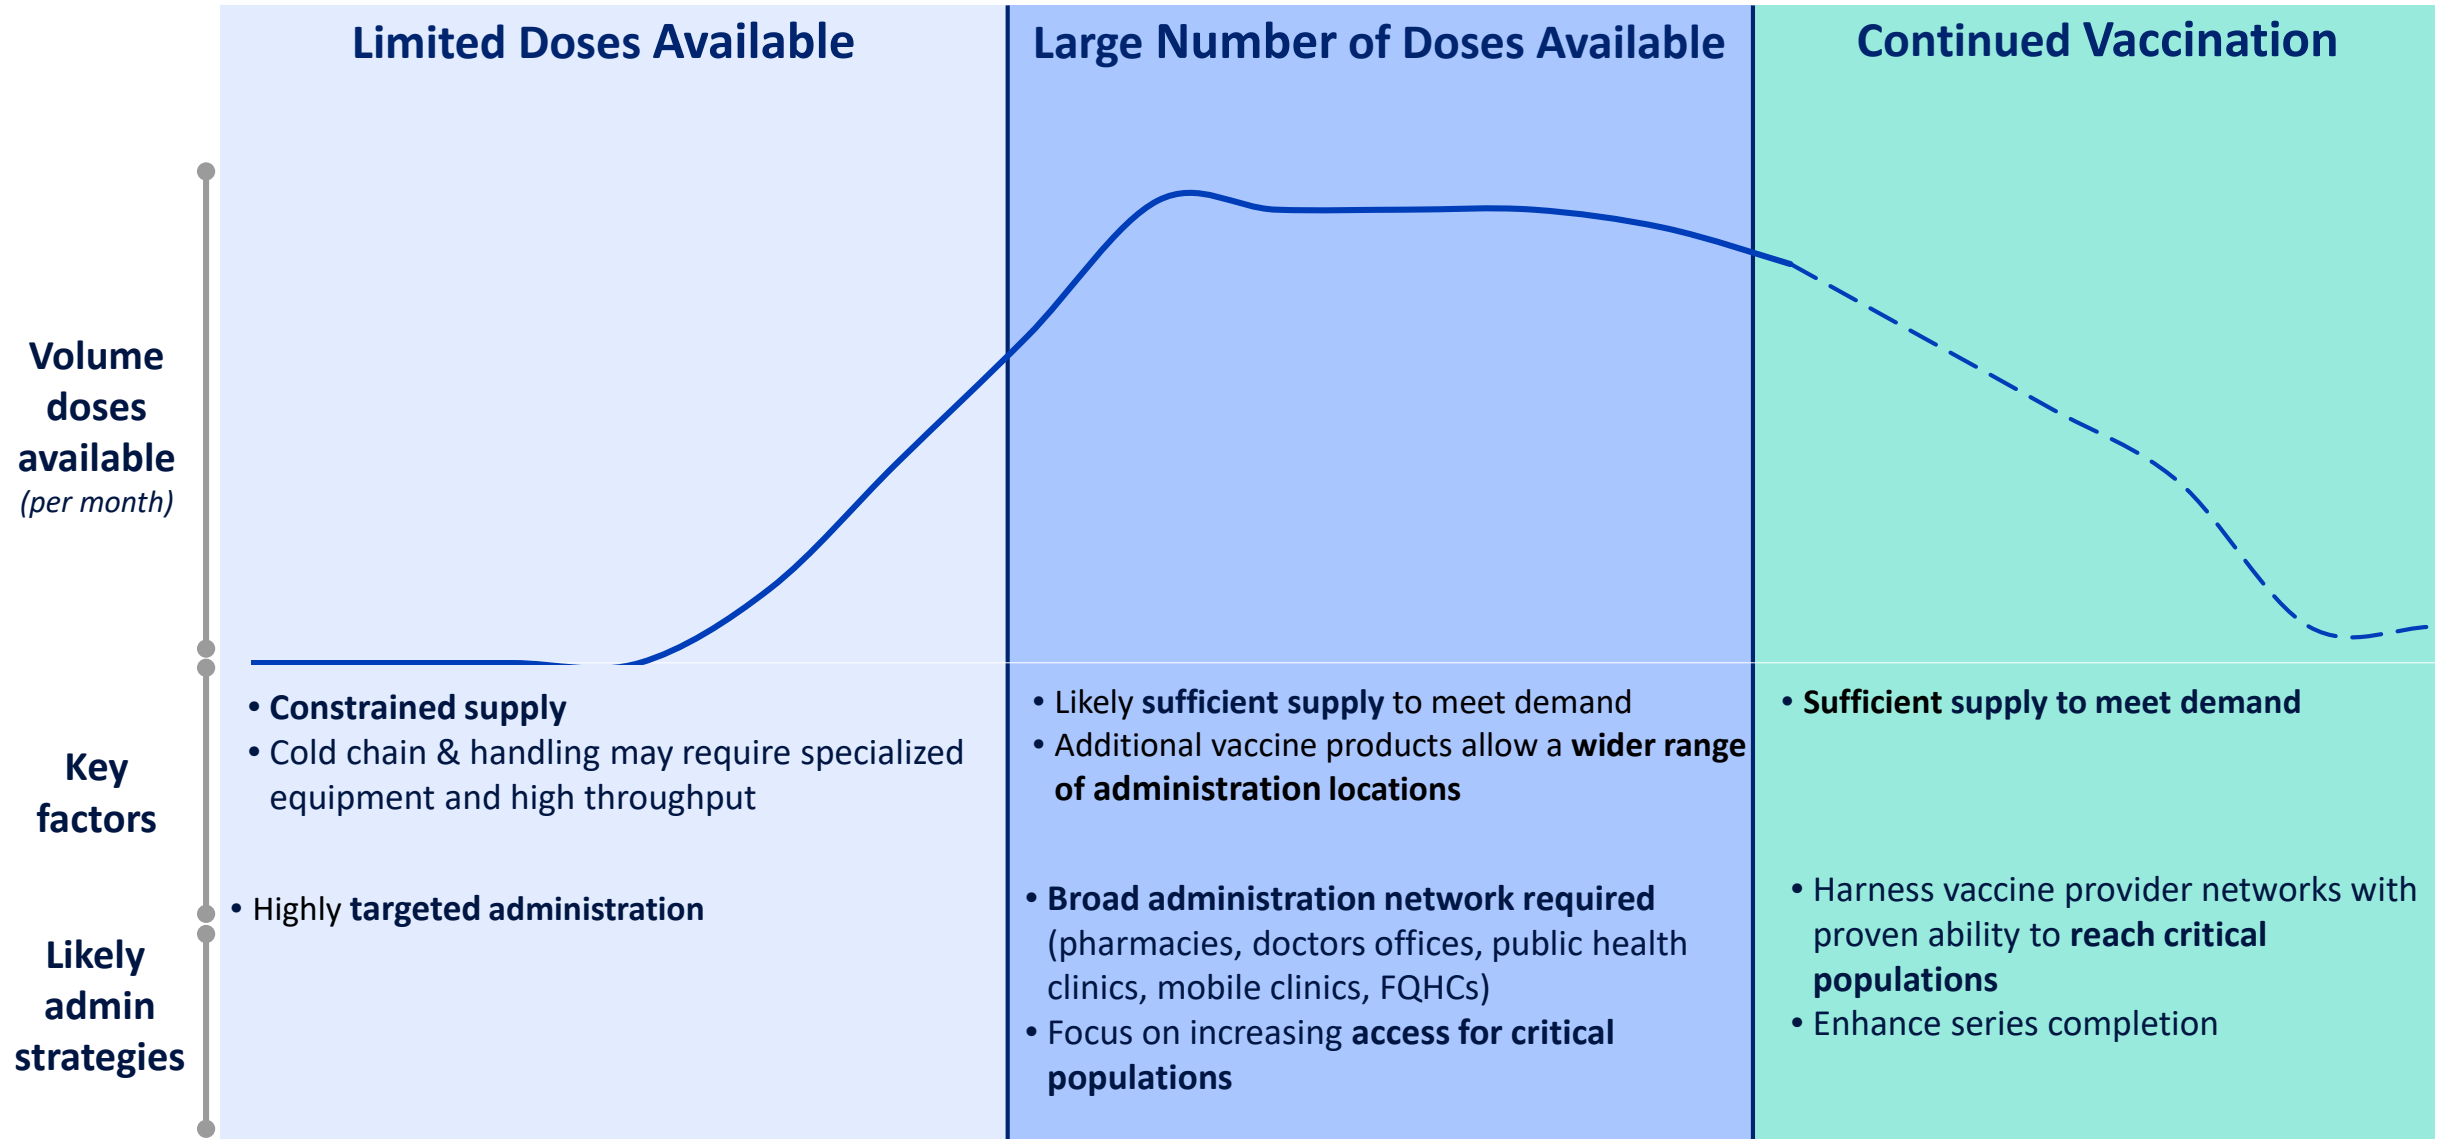 Limited Doses Available
Large Number of Doses Available
Continued Vaccination
Volume
doses
available
(per month)
Key
factors
• Constrained supply
• Cold chain & handling may require specialized
equipment and high throughput
• Likely sufficient supply to meet demand
• Additional vaccine products allow a wider range
of administration locations
• Sufficient supply to meet demand
Likely
admin
strategies
• Highly targeted administration
• Broad administration network required
(pharmacies, doctors offices, public health
clinics, mobile clinics, FQHCs)
• Focus on increasing access for critical
populations
• Harness vaccine provider networks with
proven ability to reach critical
populations
• Enhance series completion